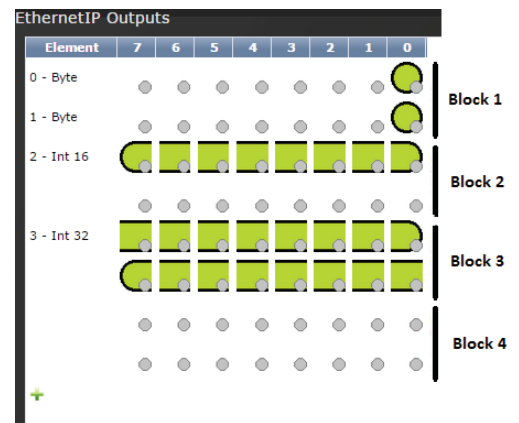 EthernetIP Outputs
Element 7 6 5 4 3 2 1 0
0 - Byte
Block 1
1 - Byte
2 - Int 16
Block 2
3 - Int 32
Block 3
Block 4